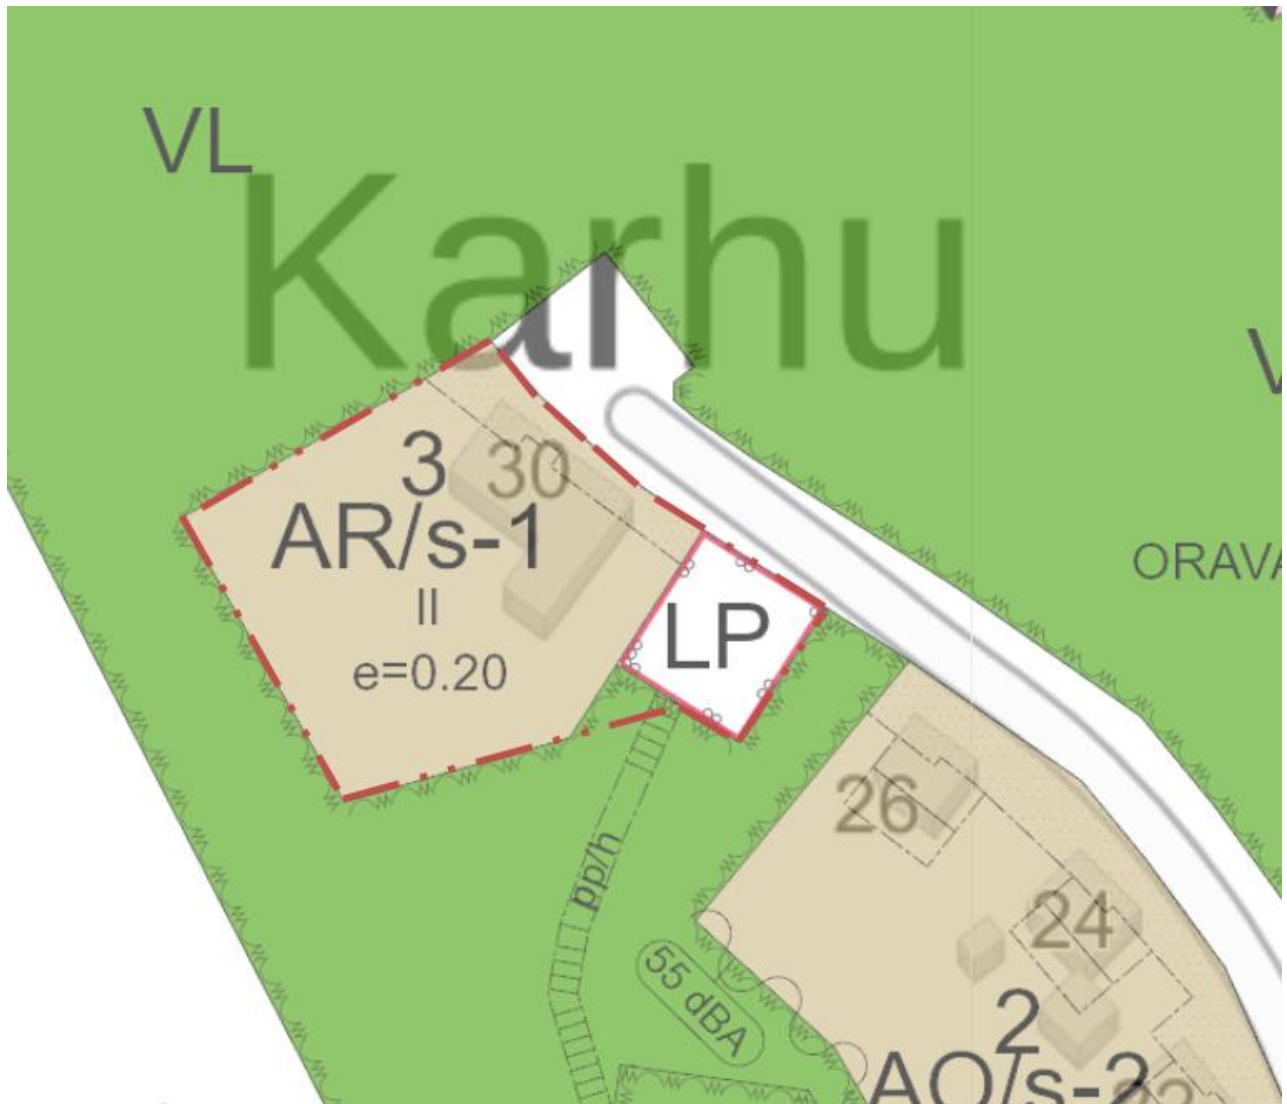 VL
Karhu
V
3
30
AR/s-1
II
e=0.20
ORAVA
LP
26
pp/h
24
55 dBA
2
AO/s-2
22